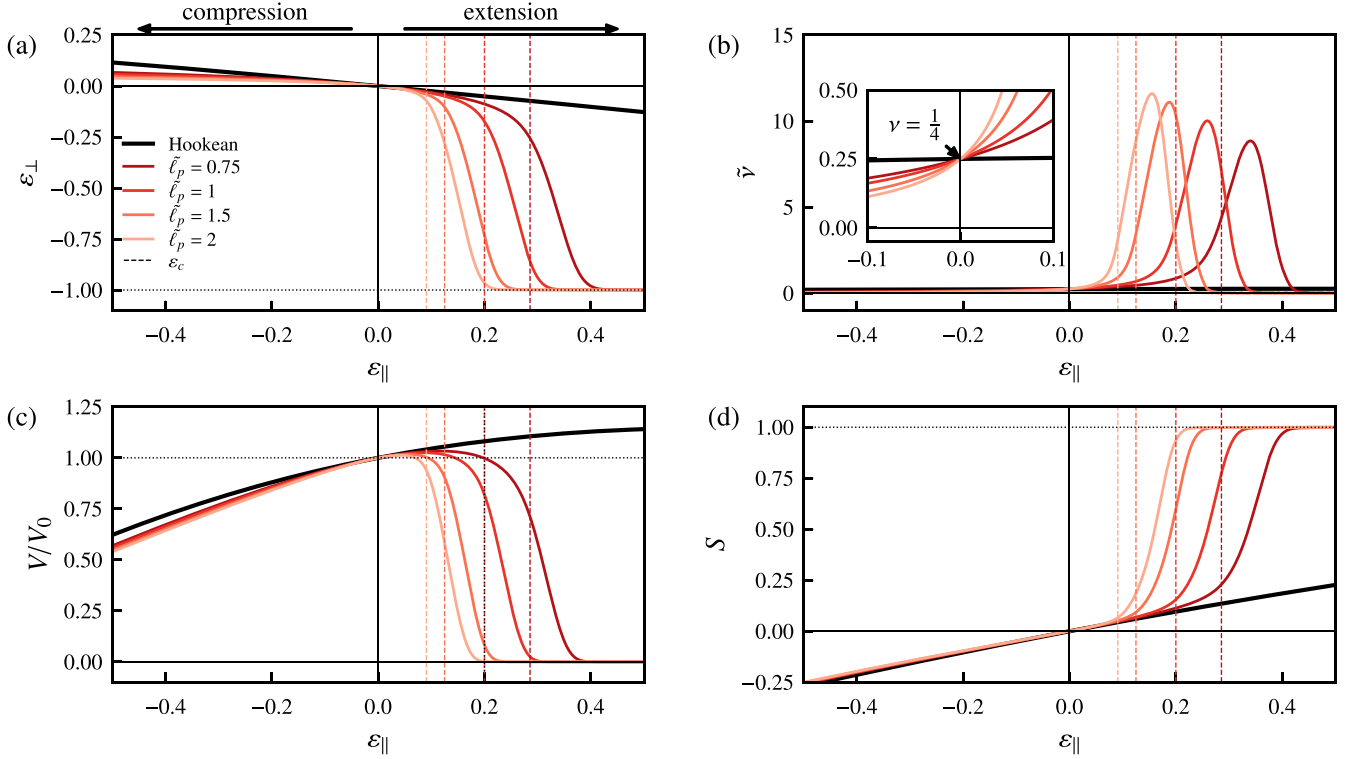 compression extension
(a)
0.25
0.00
−0.25
−0.50
−0.75
−1.00
ε⊥
Hookean
ℓ̃p = 0.75
ℓ̃p = 1
ℓ̃p = 1.5
ℓ̃p = 2
εc
−0.4 −0.2 0.0 0.2 0.4
ε||
(b)
15
10
5
0
ν̃
0.50
0.25
0.00
ν = 1/4
−0.1 0.0 0.1
−0.4 −0.2 0.0 0.2 0.4
ε||
(c)
1.25
1.00
0.75
0.50
0.25
0.00
V/V0
−0.4 −0.2 0.0 0.2 0.4
ε||
(d)
1.00
0.75
0.50
0.25
0.00
−0.25
S
−0.4 −0.2 0.0 0.2 0.4
ε||